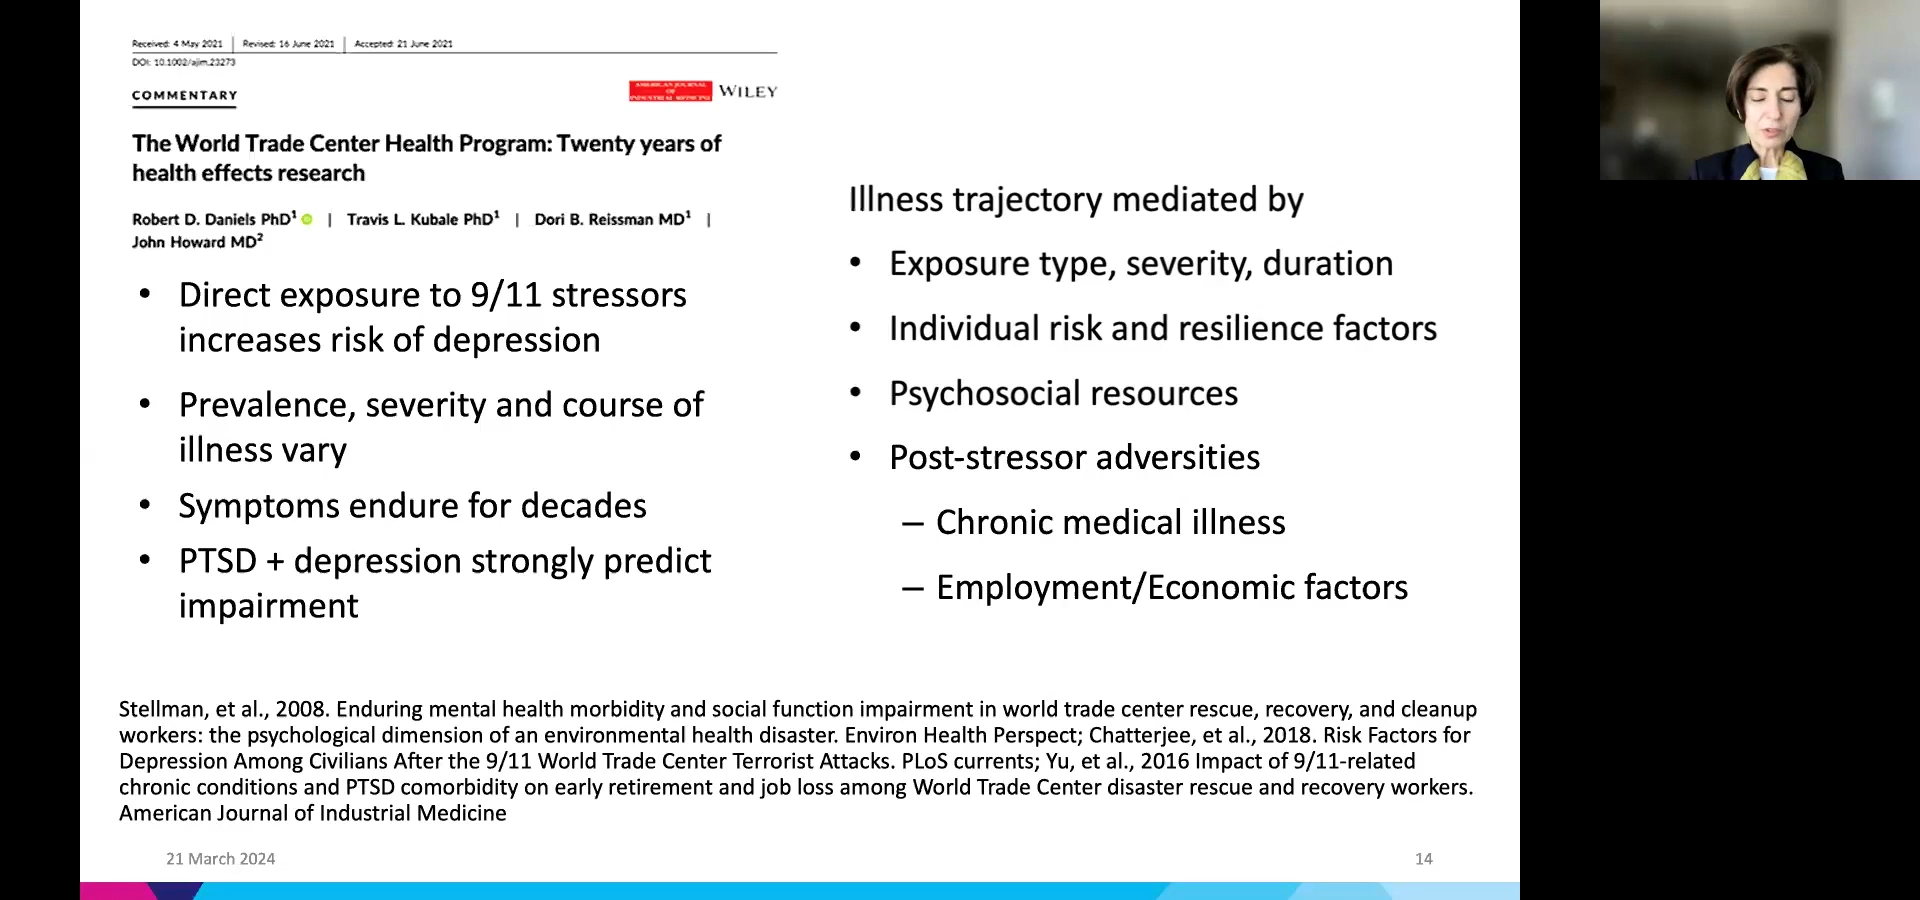 Received: 4 May 2021 | Revised: 16 June 2021 | Accepted: 21 June 2021
DOI: 10.1002/ajim.23273
COMMENTARY
AMERICAN JOURNAL
OF
INDUSTRIAL MEDICINE
WILEY
The World Trade Center Health Program: Twenty years of
health effects research
Robert D. Daniels PhD1 | Travis L. Kubale PhD1 | Dori B. Reissman MD1 |
John Howard MD2
• Direct exposure to 9/11 stressors
increases risk of depression
• Prevalence, severity and course of
illness vary
• Symptoms endure for decades
• PTSD + depression strongly predict
impairment
Illness trajectory mediated by
• Exposure type, severity, duration
• Individual risk and resilience factors
• Psychosocial resources
• Post-stressor adversities
– Chronic medical illness
– Employment/Economic factors
Stellman, et al., 2008. Enduring mental health morbidity and social function impairment in world trade center rescue, recovery, and cleanup
workers: the psychological dimension of an environmental health disaster. Environ Health Perspect; Chatterjee, et al., 2018. Risk Factors for
Depression Among Civilians After the 9/11 World Trade Center Terrorist Attacks. PLoS currents; Yu, et al., 2016 Impact of 9/11-related
chronic conditions and PTSD comorbidity on early retirement and job loss among World Trade Center disaster rescue and recovery workers.
American Journal of Industrial Medicine
21 March 2024
14